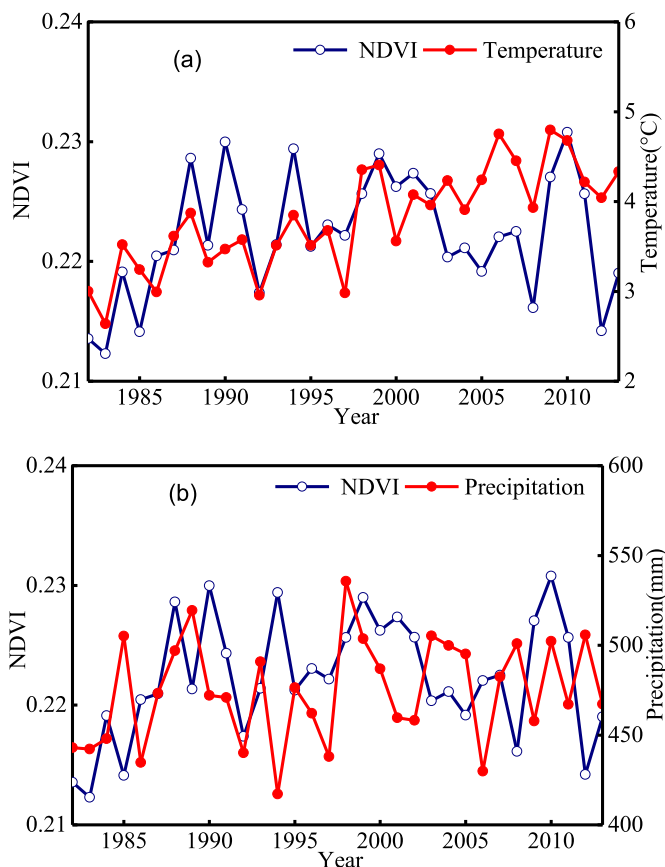 0.24
6
(a)
NDVI
Temperature
5
0.23
NDVI
4
Temperature(°C)
0.22
3
0.21
2
1985 1990 1995 2000 2005 2010
Year
0.24
600
(b)
NDVI
Precipitation
550
0.23
NDVI
500
Precipitation(mm)
0.22
450
0.21
400
1985 1990 1995 2000 2005 2010
Year